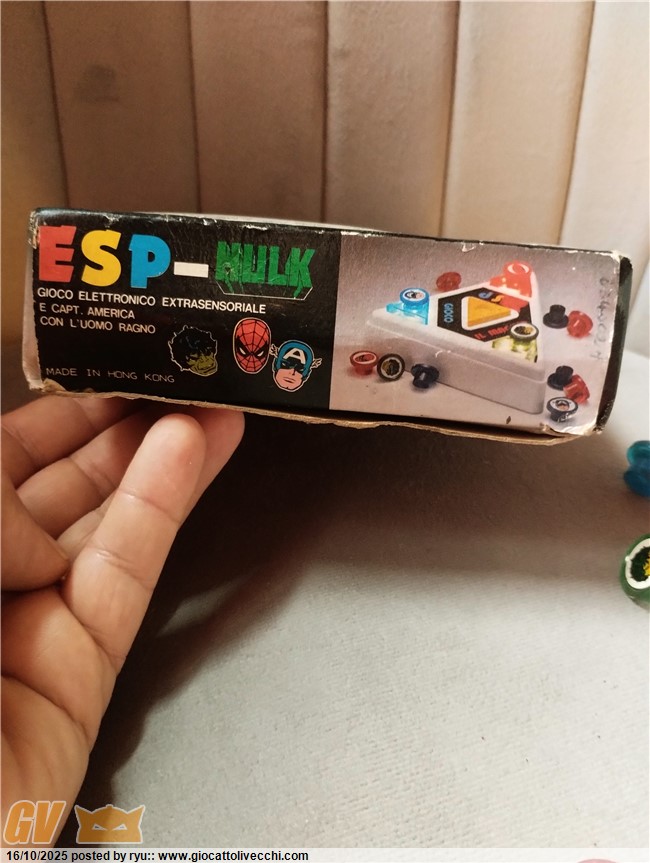 ESP-HULK
GIOCO ELETTRONICO EXTRASENSORIALE
E CAPT. AMERICA
CON L'UOMO RAGNO
MADE IN HONG KONG
A
GIOCO
GV
16/10/2025 posted by ryu:: www.giocattolivecchi.com